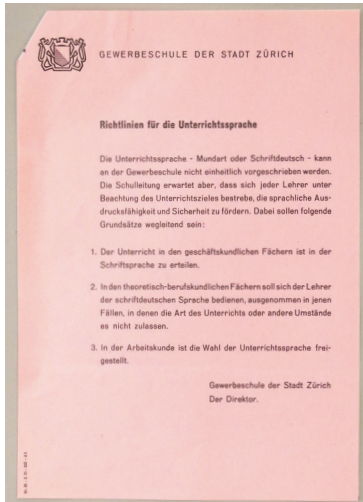 GEWERBESCHULE DER STADT ZÜRICH
Richtlinien für die Unterrichtssprache
Die Unterrichtssprache - Mundart oder Schriftdeutsch - kann
an der Gewerbeschule nicht einheitlich vorgeschrieben werden.
Die Schulleitung erwartet aber, dass sich jeder Lehrer unter
Beachtung des Unterrichtszieles bestrebe, die sprachliche Aus-
drucksfähigkeit und Sicherheit zu fördern. Dabei sollen folgende
Grundsätze wegleitend sein:
1. Der Unterricht in den geschäftskundlichen Fächern ist in der
Schriftsprache zu erteilen.
2. In den theoretisch-berufskundlichen Fächern soll sich der Lehrer
der schriftdeutschen Sprache bedienen, ausgenommen in jenen
Fällen, in denen die Art des Unterrichts oder andere Umstände
es nicht zulassen.
3. In der Arbeitskunde ist die Wahl der Unterrichtssprache frei-
gestellt.
Gewerbeschule der Stadt Zürich
Der Direktor.